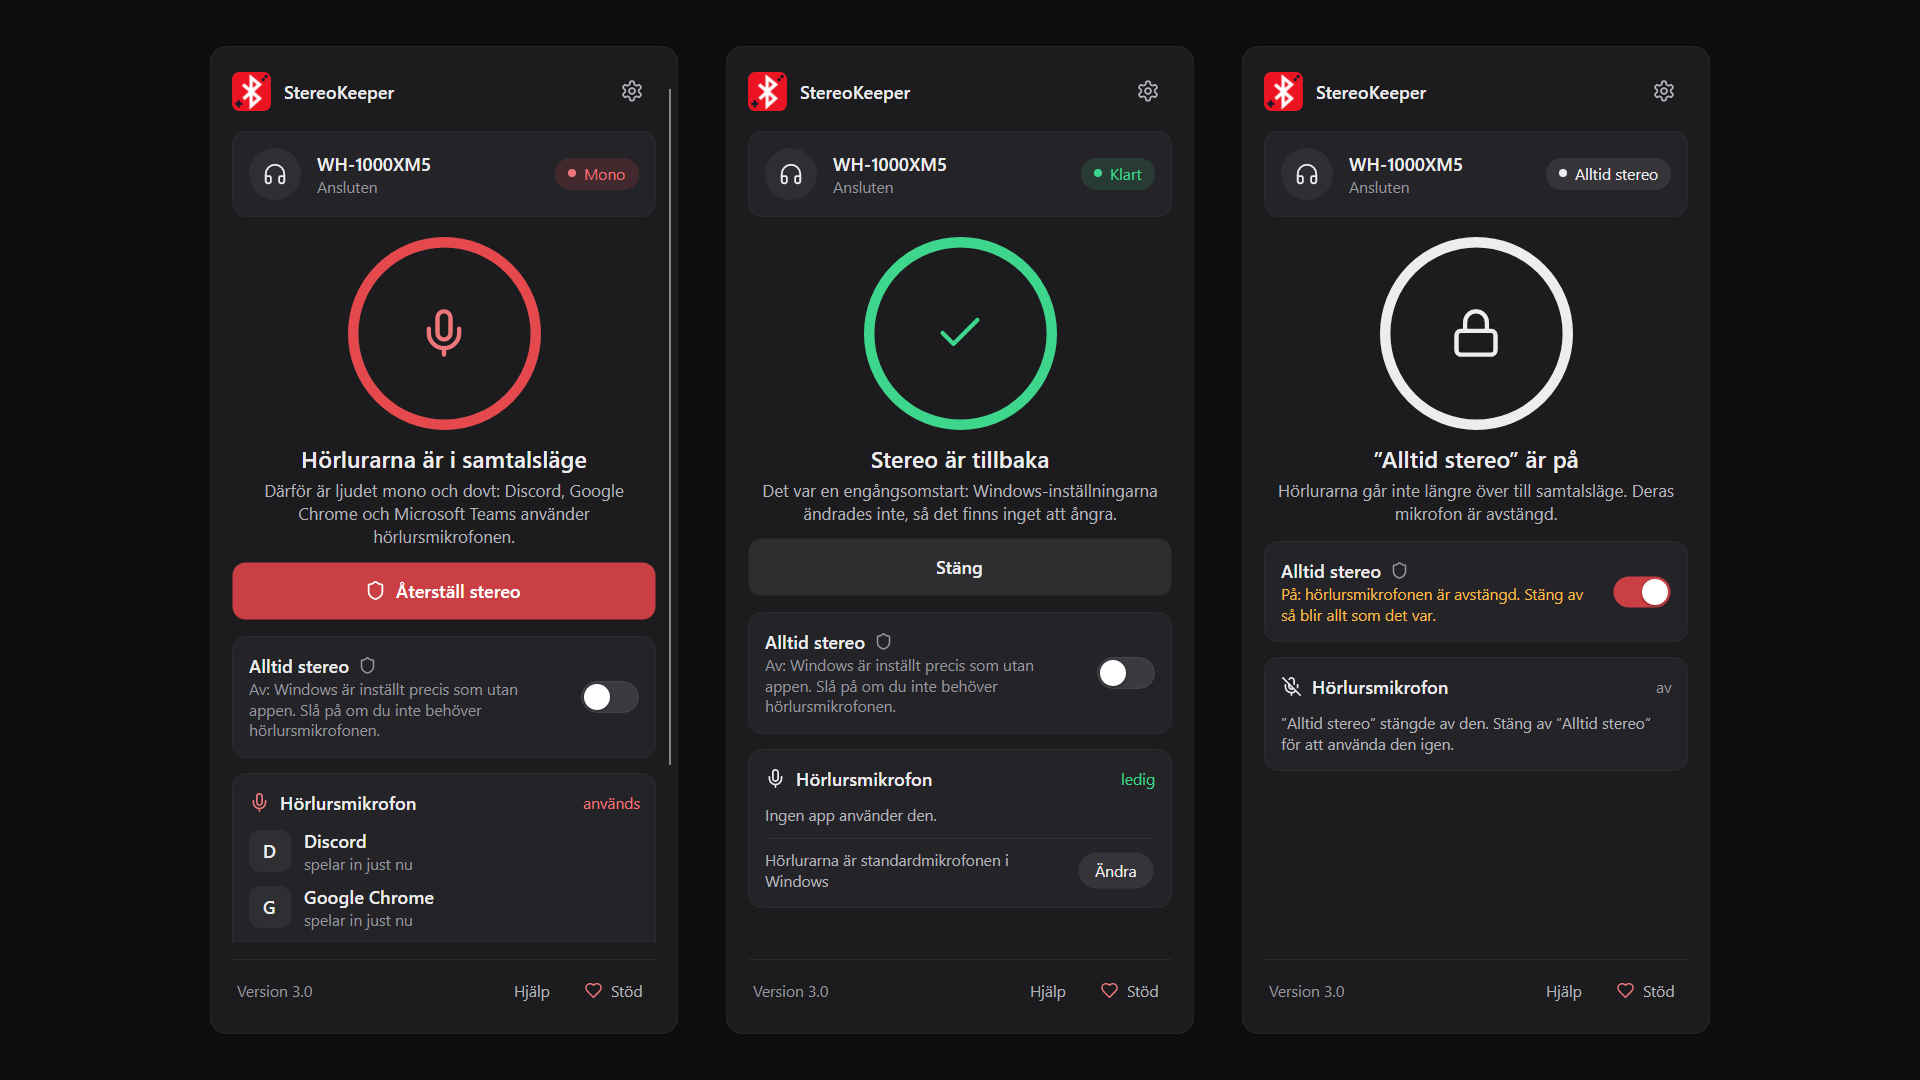 StereoKeeper
WH-1000XM5
Ansluten
Mono
Hörlurarna är i samtalsläge
Därför är ljudet mono och dovt: Discord, Google
Chrome och Microsoft Teams använder
hörlursmikrofonen.
Återställ stereo
Alltid stereo
Av: Windows är inställt precis som utan
appen. Slå på om du inte behöver
hörlursmikrofonen.
Hörlursmikrofon
används
D
Discord
spelar in just nu
G
Google Chrome
spelar in just nu
Version 3.0
Hjälp
Stöd
StereoKeeper
WH-1000XM5
Ansluten
Klart
Stereo är tillbaka
Det var en engångsomstart: Windows-inställningarna
ändrades inte, så det finns inget att ångra.
Stäng
Alltid stereo
Av: Windows är inställt precis som utan
appen. Slå på om du inte behöver
hörlursmikrofonen.
Hörlursmikrofon
ledig
Ingen app använder den.
Hörlurarna är standardmikrofonen i
Windows
Ändra
Version 3.0
Hjälp
Stöd
StereoKeeper
WH-1000XM5
Ansluten
Alltid stereo
”Alltid stereo” är på
Hörlurarna går inte längre över till samtalsläge. Deras
mikrofon är avstängd.
Alltid stereo
På: hörlursmikrofonen är avstängd. Stäng av
så blir allt som det var.
Hörlursmikrofon
av
”Alltid stereo” stängde av den. Stäng av ”Alltid stereo”
för att använda den igen.
Version 3.0
Hjälp
Stöd